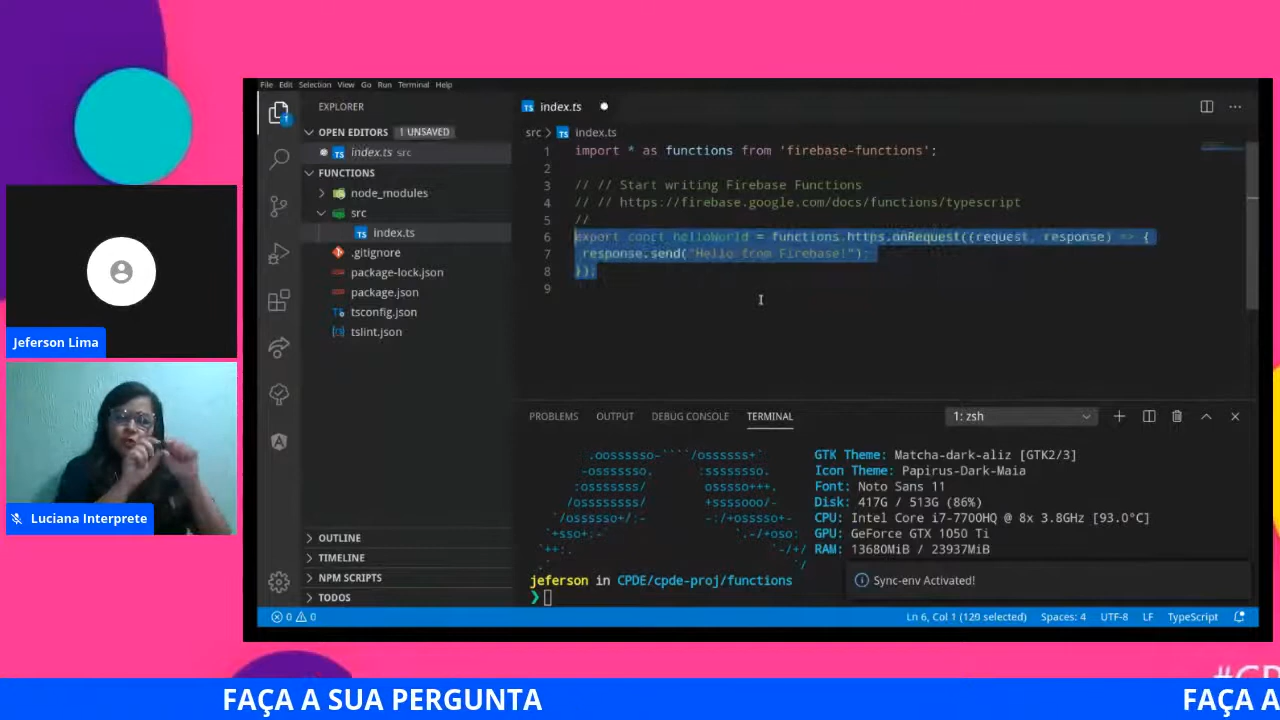 File Edit Selection View Go Run Terminal Help
EXPLORER
OPEN EDITORS 1 UNSAVED
index.ts src
FUNCTIONS
node_modules
src
index.ts
.gitignore
package-lock.json
package.json
tsconfig.json
tslint.json
OUTLINE
TIMELINE
NPM SCRIPTS
TODOS
TS index.ts
src > TS index.ts
1 import * as functions from 'firebase-functions';
2
3 // // Start writing Firebase Functions
4 // // https://firebase.google.com/docs/functions/typescript
5 //
6 export const helloWorld = functions.https.onRequest((request, response) => {
7 response.send("Hello from Firebase!");
8 });
9
PROBLEMS OUTPUT DEBUG CONSOLE TERMINAL 1: zsh
GTK Theme: Matcha-dark-aliz [GTK2/3]
Icon Theme: Papirus-Dark-Maia
Font: Noto Sans 11
Disk: 417G / 513G (86%)
CPU: Intel Core i7-7700HQ @ 8x 3.8GHz [93.0°C]
GPU: GeForce GTX 1050 Ti
RAM: 13680MiB / 23937MiB
jeferson in CPDE/cpde-proj/functions
❯
Sync-env Activated!
0 0 Ln 6, Col 1 (120 selected) Spaces: 4 UTF-8 LF TypeScript
Jeferson Lima
Luciana Interprete
FAÇA A SUA PERGUNTA
FAÇA A